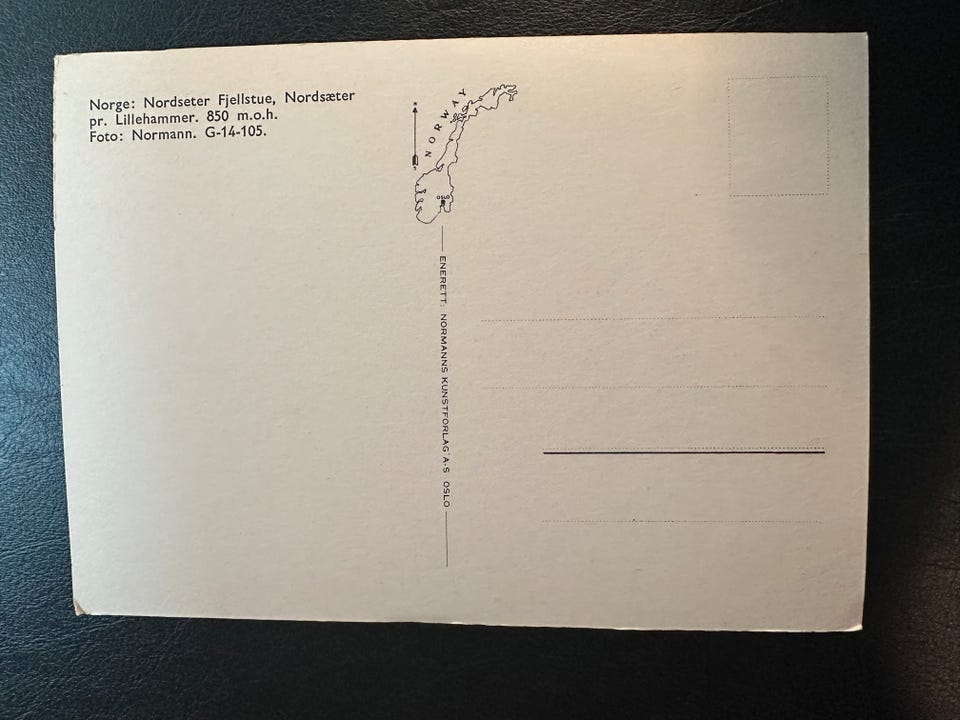 Norge: Nordseter Fjellstue, Nordsæter
pr. Lillehammer. 850 m.o.h.
Foto: Normann. G-14-105.
NORWAY
OSLO
ENERETT: NORMANNS KUNSTFORLAG A-S OSLO